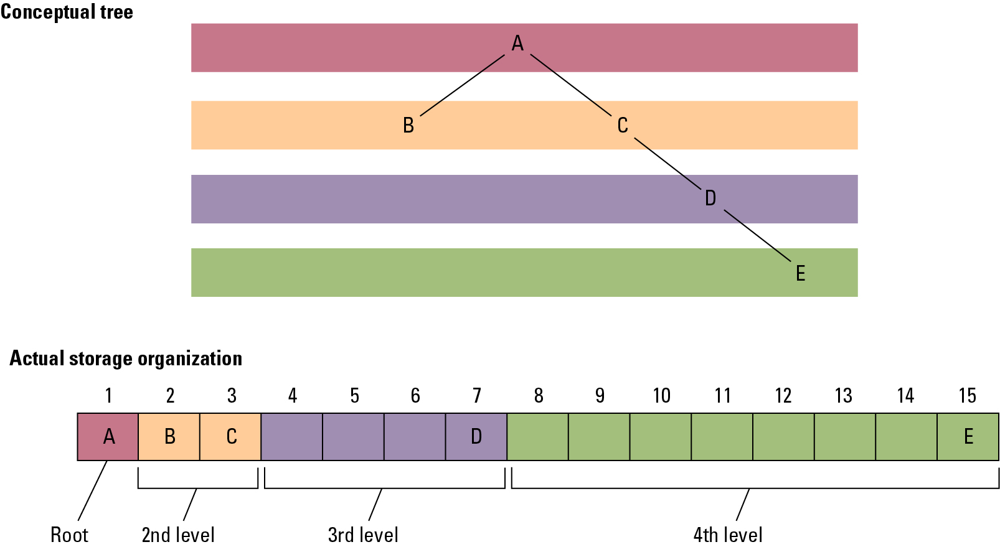 Conceptual tree
A
B C
D
E
Actual storage organization
1 2 3 4 5 6 7 8 9 10 11 12 13 14 15
A B C D E
Root 2nd level 3rd level 4th level